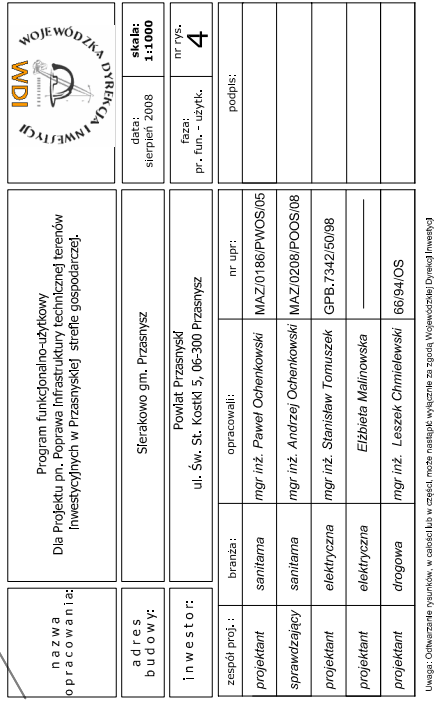 nazwa
opracowania:
Program funkcjonalno-użytkowy
Dla Projektu pn. Poprawa infrastruktury technicznej terenów
inwestycyjnych w Przasnyskiej strefie gospodarczej.
WOJEWÓDZKA DYREKCJA INWESTYCJI
WDI
adres
budowy:
Sierakowo gm. Przasnysz
data:
sierpień 2008
skala:
1:1000
inwestor:
Powiat Przasnyski
ul. Św. St. Kostki 5, 06-300 Przasnysz
faza:
pr. fun. - użytk.
nr rys.
4
zespół proj.: branża: opracowali: nr upr: podpis:
projektant sanitarna mgr inż. Paweł Ochenkowski MAZ/0186/PWOS/05
sprawdzający sanitarna mgr inż. Andrzej Ochenkowski MAZ/0208/POOS/08
projektant elektryczna mgr inż. Stanisław Tomuszek GPB.7342/50/98
projektant elektryczna Elżbieta Malinowska
projektant drogowa mgr inż. Leszek Chmielewski 66/94/OS
Uwaga: Odtwarzanie rysunków, w całości lub w części, może nastąpić wyłącznie za zgodą Wojewódzkiej Dyrekcji Inwestycji